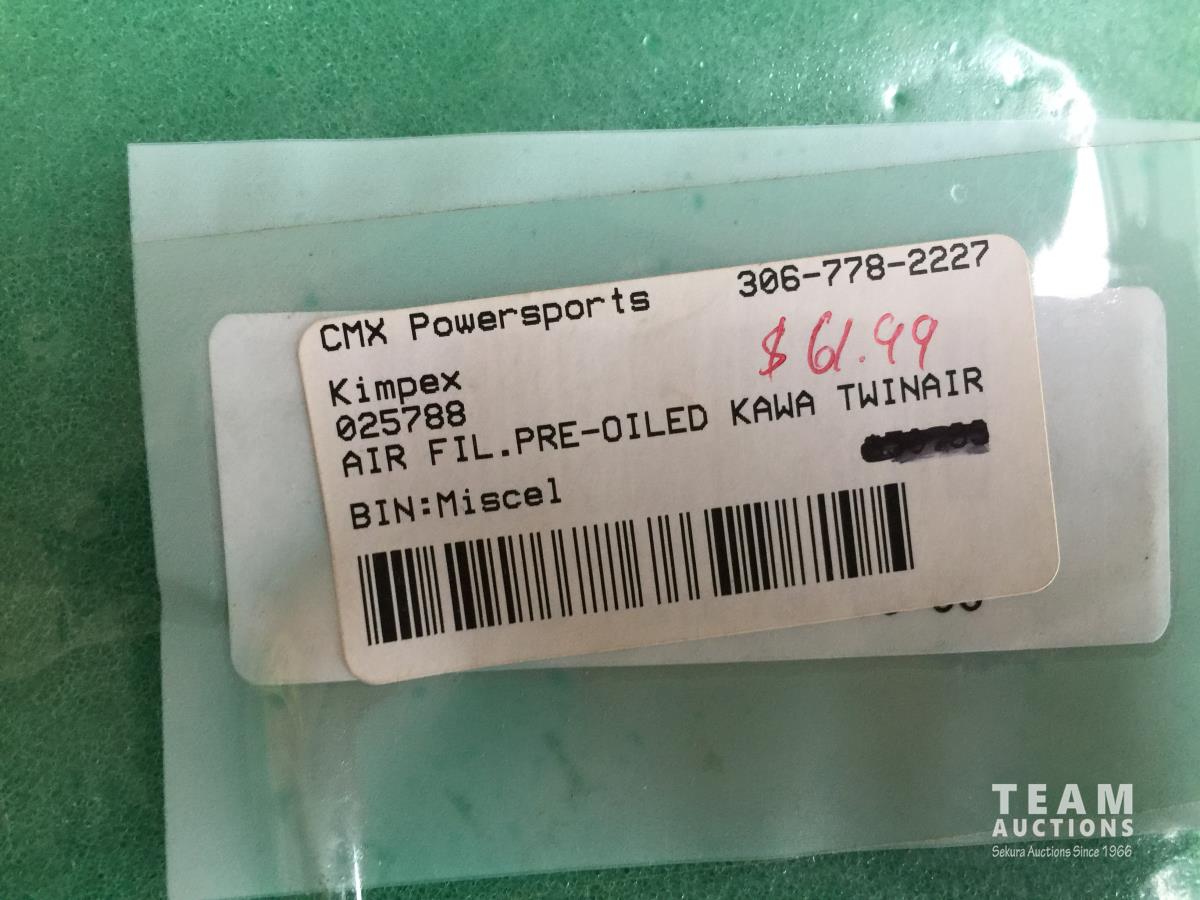 CMX Powersports 306-778-2227
$61.99
Kimpex
025788
AIR FIL.PRE-OILED KAWA TWINAIR
BIN:Miscel
TEAM
AUCTIONS
Sekura Auctions Since 1966